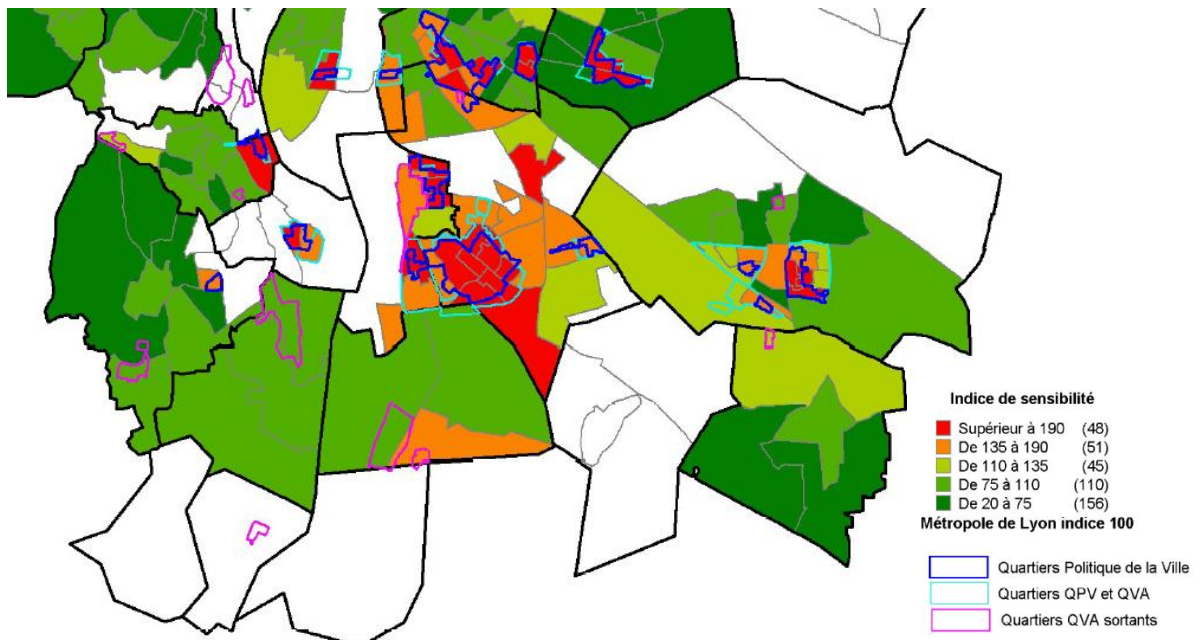 Indice de sensibilité
Supérieur à 190 (48)
De 135 à 190 (51)
De 110 à 135 (45)
De 75 à 110 (110)
De 20 à 75 (156)
Métropole de Lyon indice 100
Quartiers Politique de la Ville
Quartiers QPV et QVA
Quartiers QVA sortants